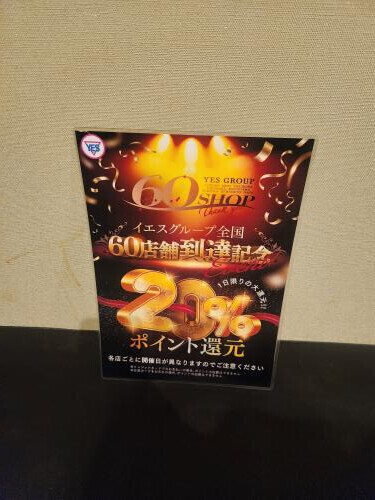 YES
YES GROUP
60
SHOP
Thank
イエスグループ全国
60店舗到達記念
1日限りの大還元!!
20%
ポイント還元
各店ごとに開催日が異なりますのでご注意ください